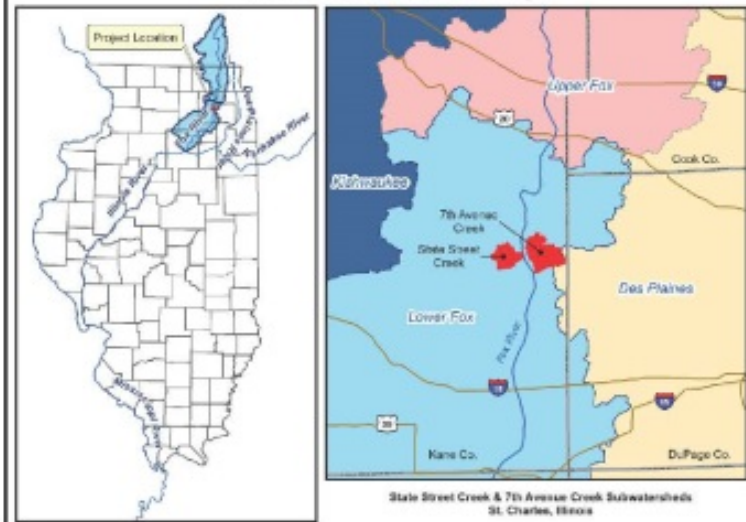 Project Location
Illinois River
Kankakee River
Mississippi River
Upper Fox
20
Cook Co.
Kishwaukee
7th Avenue
Creek
State Street
Creek
Des Plaines
Lower Fox
Fox River
Kane Co.
DuPage Co.
State Street Creek & 7th Avenue Creek Subwatersheds
St. Charles, Illinois